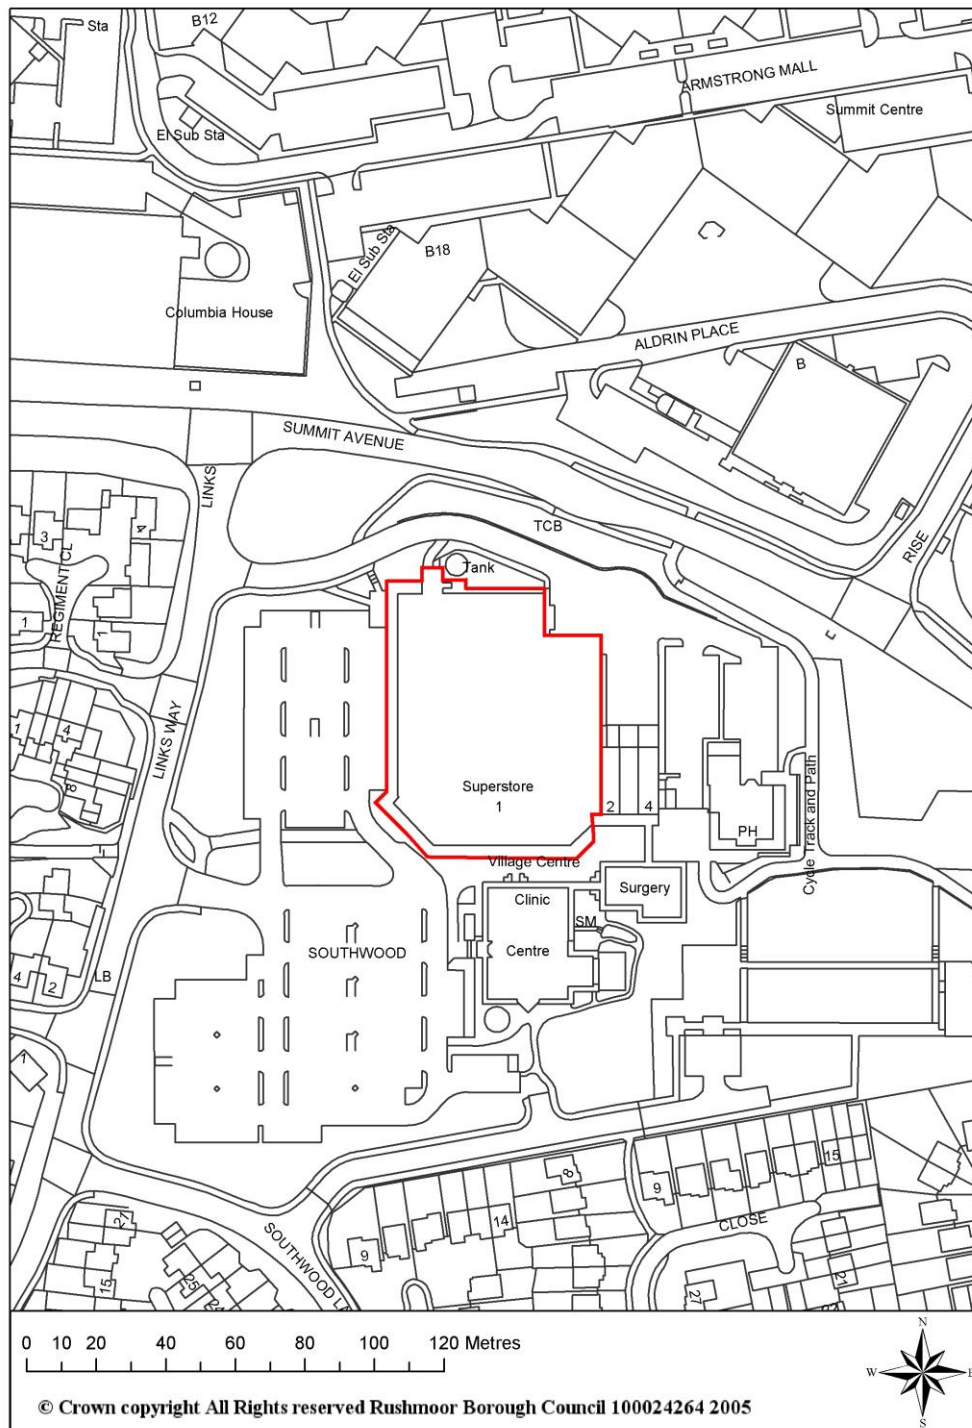 Sta
B12
ARMSTRONG MALL
Summit Centre
El Sub Sta
El Sub Sta
B18
Columbia House
ALDRIN PLACE
B
SUMMIT AVENUE
LINKS
TCB
RISE
3
4
REGIMENT CL
1
1
Tank
LINKS WAY
1
4
8
Superstore
1
2
4
PH
Cycle Track and Path
Village Centre
Clinic
Surgery
SM
Centre
SOUTHWOOD
4
2
LB
1
8
15
9
14
9
CLOSE
21
SOUTHWOOD LA
15
25
24
27
21
0 10 20 40 60 80 100 120 Metres
N
W E
S
© Crown copyright All Rights reserved Rushmoor Borough Council 100024264 2005